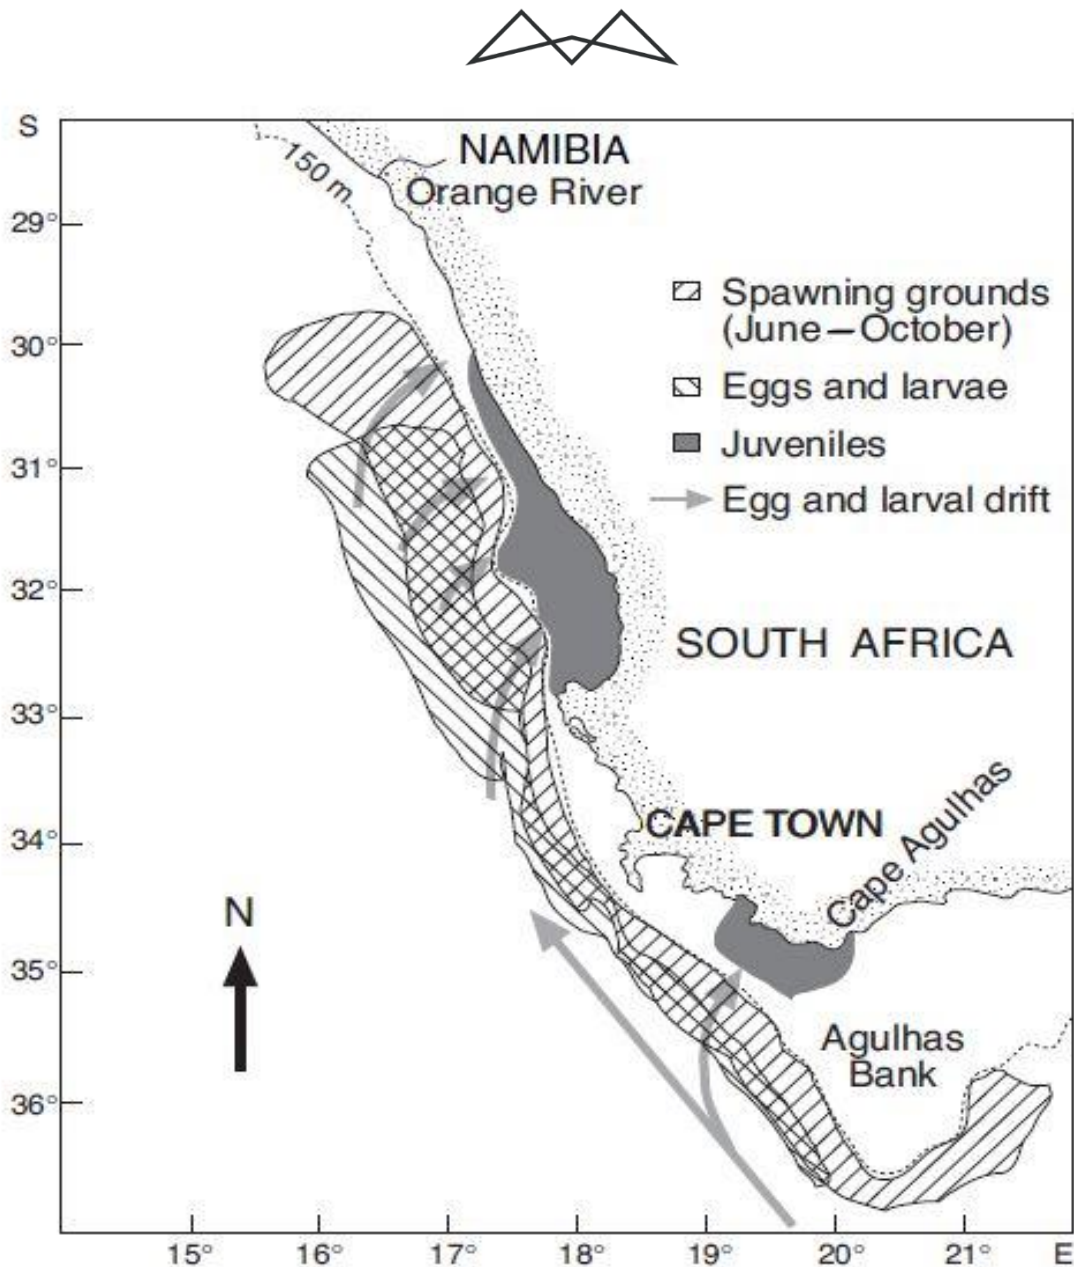 S
NAMIBIA
Orange River
150 m
29°
Spawning grounds
(June–October)
30°
Eggs and larvae
Juveniles
31°
Egg and larval drift
32°
SOUTH AFRICA
33°
CAPE TOWN
Cape Agulhas
34°
N
35°
Agulhas
Bank
36°
15° 16° 17° 18° 19° 20° 21° E